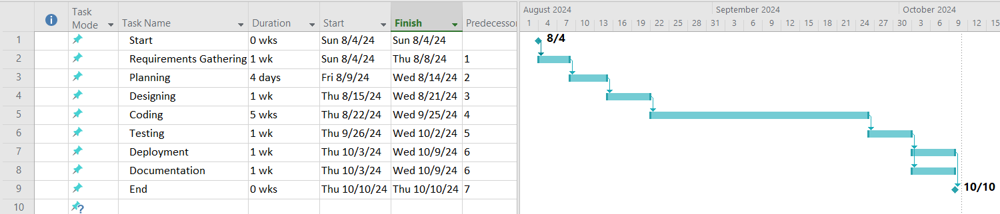 Task Mode Task Name Duration Start Finish Predecessor
1 Start 0 wks Sun 8/4/24 Sun 8/4/24
2 Requirements Gathering 1 wk Sun 8/4/24 Thu 8/8/24 1
3 Planning 4 days Fri 8/9/24 Wed 8/14/24 2
4 Designing 1 wk Thu 8/15/24 Wed 8/21/24 3
5 Coding 5 wks Thu 8/22/24 Wed 9/25/24 4
6 Testing 1 wk Thu 9/26/24 Wed 10/2/24 5
7 Deployment 1 wk Thu 10/3/24 Wed 10/9/24 6
8 Documentation 1 wk Thu 10/3/24 Wed 10/9/24 6
9 End 0 wks Thu 10/10/24 Thu 10/10/24 7
10 ?
August 2024 September 2024 October 2024
1 4 7 10 13 16 19 22 25 28 31 3 6 9 12 15 18 21 24 27 30 3 6 9 12 15
8/4
10/10